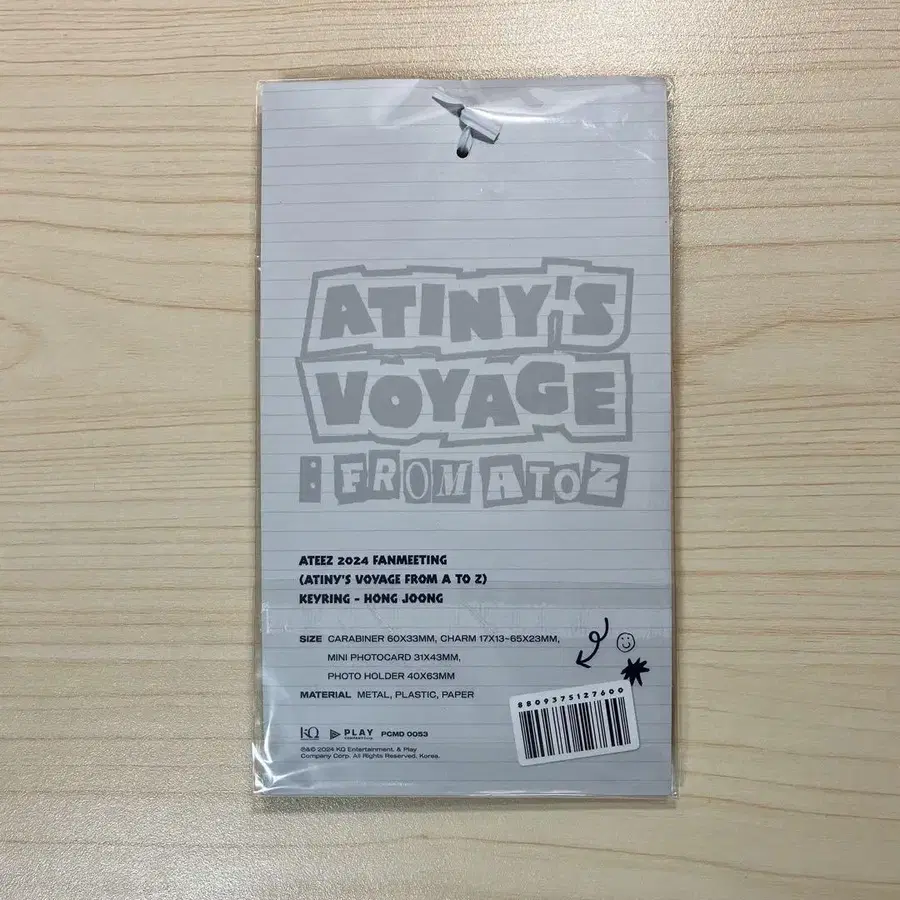 ATINY'S
VOYAGE
: FROM A TO Z
ATEEZ 2024 FANMEETING
(ATINY'S VOYAGE FROM A TO Z)
KEYRING - HONG JOONG
SIZE CARABINER 60X33MM, CHARM 17X13~65X23MM,
MINI PHOTOCARD 31X43MM,
PHOTO HOLDER 40X63MM
MATERIAL METAL, PLASTIC, PAPER
8809375127600
KQ PLAY PCMD 0053
℗&© 2024 KQ Entertainment. & Play
Company Corp. All Rights Reserved. Korea.